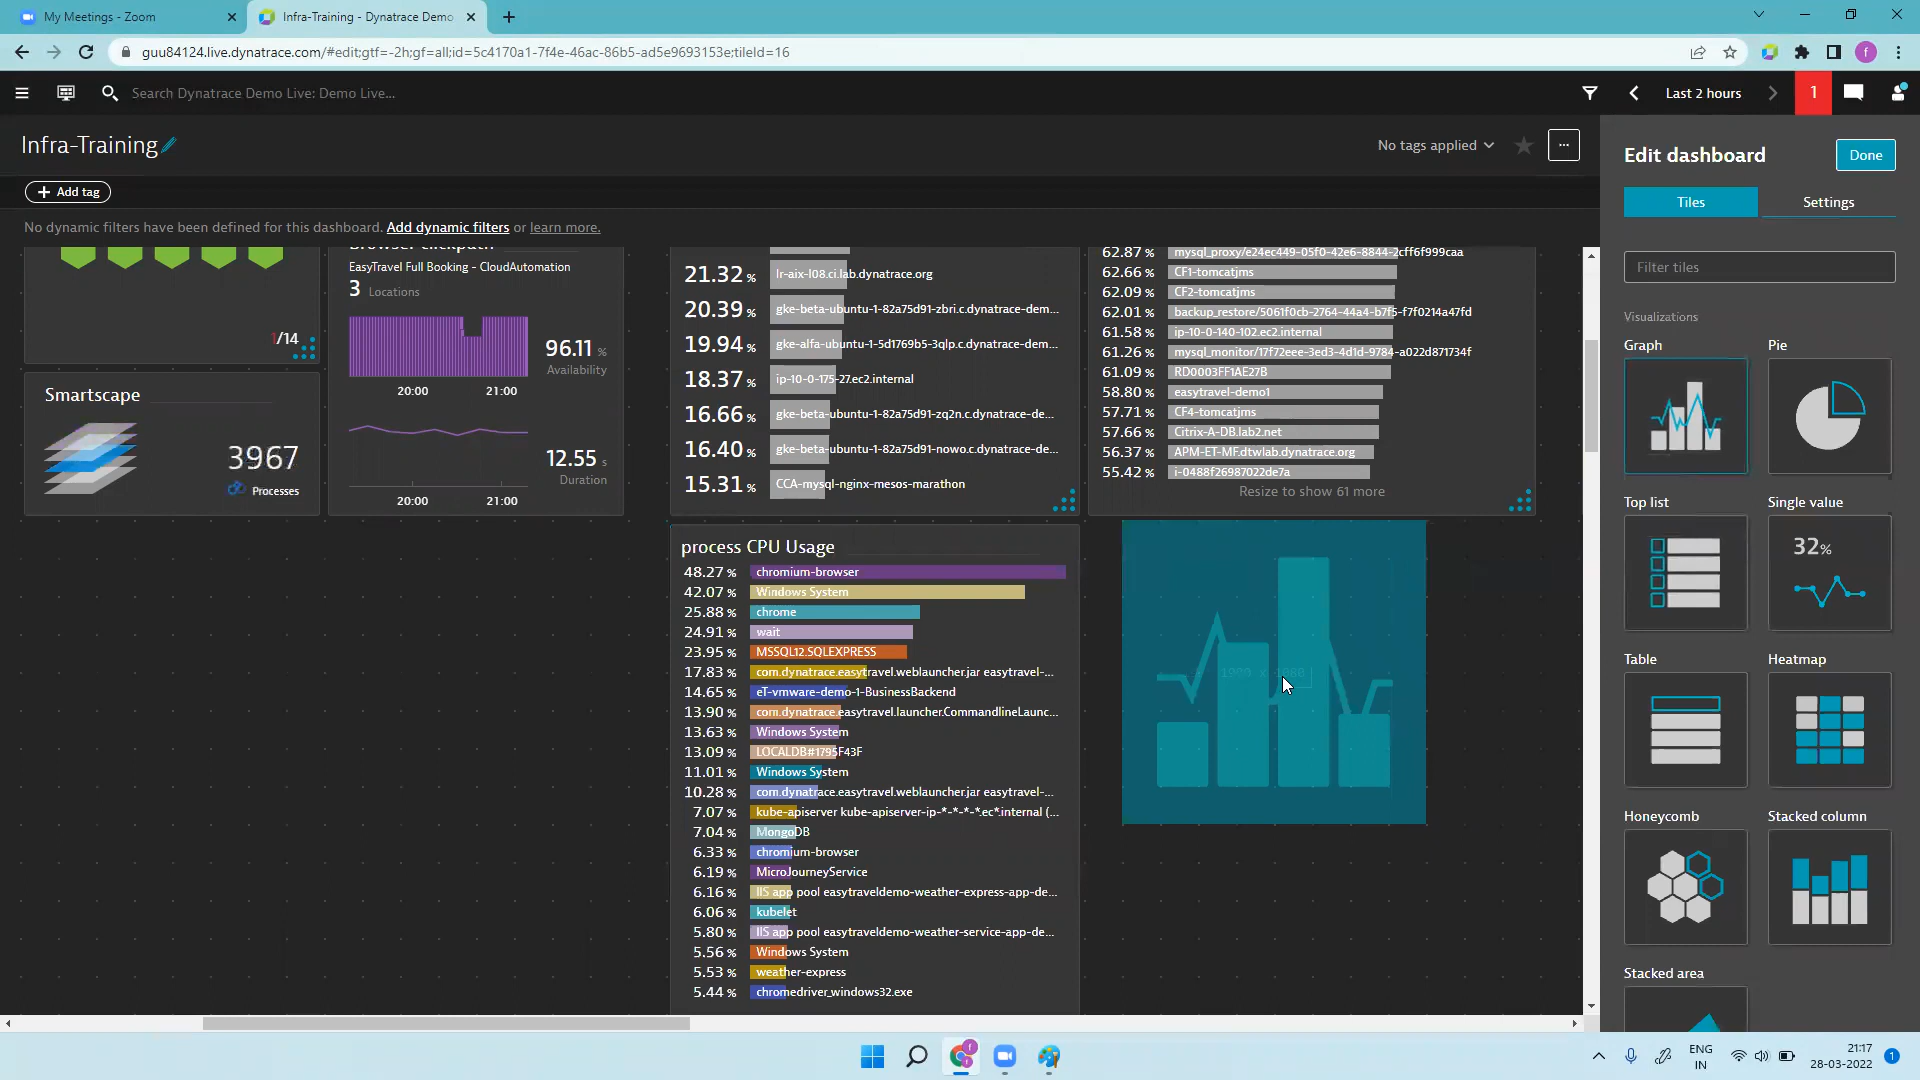 My Meetings - Zoom
Infra-Training - Dynatrace Demo
guu84124.live.dynatrace.com/#edit;gtf=-2h;gf=all;id=5c4170a1-7f4e-46ac-86b5-ad5e9693153e;tileId=16
f
Search Dynatrace Demo Live: Demo Live...
Last 2 hours
1
Infra-Training
No tags applied
...
Add tag
No dynamic filters have been defined for this dashboard. Add dynamic filters or learn more.
Edit dashboard
Done
Tiles
Settings
Filter tiles
Visualizations
Graph
Pie
Top list
Single value
32%
Table
Heatmap
Honeycomb
Stacked column
Stacked area
1/14
Smartscape
3967
Processes
Browser clickpath
EasyTravel Full Booking - CloudAutomation
3 Locations
96.11 %
Availability
20:00 21:00
12.55 s
Duration
20:00 21:00
21.32 % lr-aix-l08.ci.lab.dynatrace.org
20.39 % gke-beta-ubuntu-1-82a75d91-zbri.c.dynatrace-dem...
19.94 % gke-alfa-ubuntu-1-5d1769b5-3qlp.c.dynatrace-dem...
18.37 % ip-10-0-175-27.ec2.internal
16.66 % gke-beta-ubuntu-1-82a75d91-zq2n.c.dynatrace-de...
16.40 % gke-beta-ubuntu-1-82a75d91-nowo.c.dynatrace-de...
15.31 % CCA-mysql-nginx-mesos-marathon
62.87 % mysql_proxy/e24ec449-05f0-42e6-8844-2cff6f999caa
62.66 % CF1-tomcatjms
62.09 % CF2-tomcatjms
62.01 % backup_restore/5061f0cb-2764-44a4-b7f5-f7f0214a47fd
61.58 % ip-10-0-140-102.ec2.internal
61.26 % mysql_monitor/17f72eee-3ed3-4d1d-9784-a022d871734f
61.09 % RD0003FF1AE27B
58.80 % easytravel-demo1
57.71 % CF4-tomcatjms
57.66 % Citrix-A-DB.lab2.net
56.37 % APM-ET-MF.dtwlab.dynatrace.org
55.42 % i-0488f26987022de7a
Resize to show 61 more
process CPU Usage
48.27 % chromium-browser
42.07 % Windows System
25.88 % chrome
24.91 % wait
23.95 % MSSQL12.SQLEXPRESS
17.83 % com.dynatrace.easytravel.weblauncher.jar easytravel-...
14.65 % eT-vmware-demo-1-BusinessBackend
13.90 % com.dynatrace.easytravel.launcher.CommandlineLaunc...
13.63 % Windows System
13.09 % LOCALDB#1795F43F
11.01 % Windows System
10.28 % com.dynatrace.easytravel.weblauncher.jar easytravel-...
7.07 % kube-apiserver kube-apiserver-ip-*-*-*-*.ec*.internal (...
7.04 % MongoDB
6.33 % chromium-browser
6.19 % MicroJourneyService
6.16 % IIS app pool easytraveldemo-weather-express-app-de...
6.06 % kubelet
5.80 % IIS app pool easytraveldemo-weather-service-app-de...
5.56 % Windows System
5.53 % weather-express
5.44 % chromedriver_windows32.exe
ENG
IN
21:17
28-03-2022
1